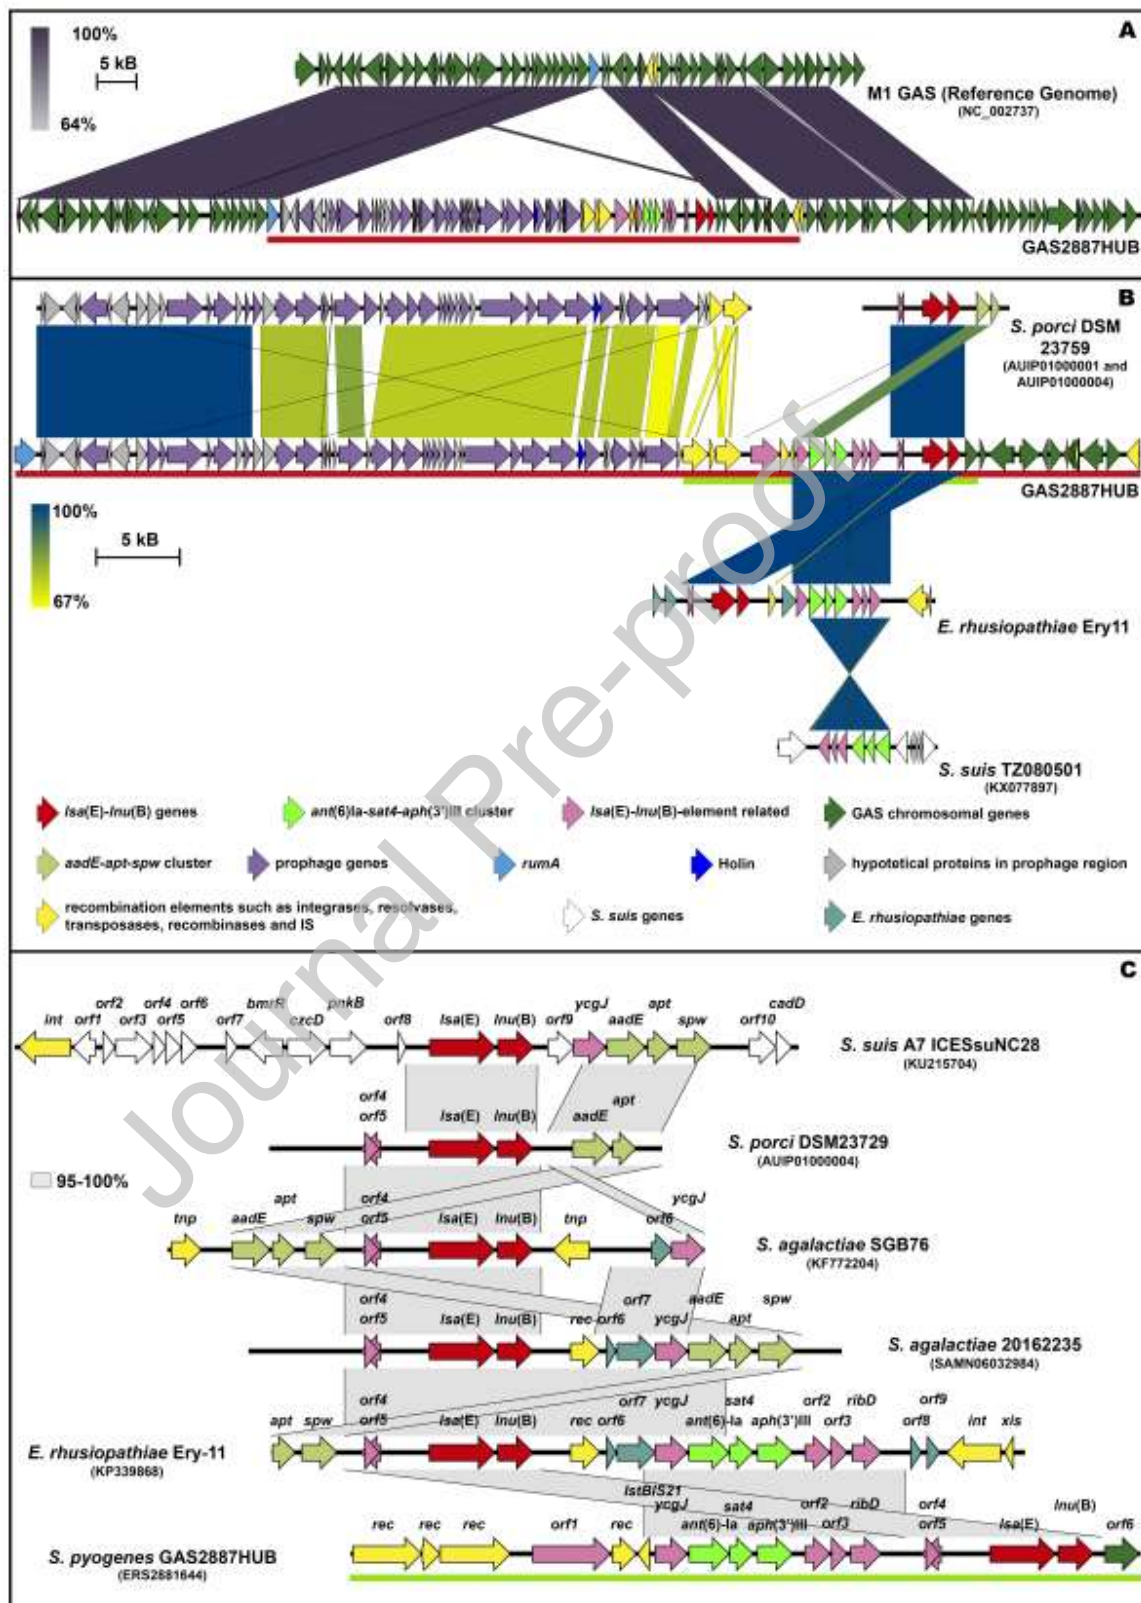 A
100%
5 kB
64%
M1 GAS (Reference Genome)
(NC_002737)
GAS2887HUB
B
S. porci DSM
23759
(AUIP01000001 and
AUIP01000004)
GAS2887HUB
100%
5 kB
67%
E. rhusiopathiae Ery11
S. suis TZ080501
(KX077897)
lsa(E)-lnu(B) genes
ant(6)Ia-sat4-aph(3')III cluster
lsa(E)-lnu(B)-element related
GAS chromosomal genes
aadE-apt-spw cluster
prophage genes
rumA
Holin
hypotetical proteins in prophage region
recombination elements such as integrases, resolvases,
transposases, recombinases and IS
S. suis genes
E. rhusiopathiae genes
Journal Pre-proof
C
orf2 orf4 orf6 bmrR pnkB ycgJ apt cadD
int orf1 orf3 orf5 orf7 czcD orf8 lsa(E) lnu(B) orf9 aadE spw orf10
S. suis A7 ICESsuNC28
(KU215704)
orf4 apt
orf5 lsa(E) lnu(B) aadE
S. porci DSM23729
(AUIP01000004)
95-100%
apt orf4 ycgJ
tnp aadE spw orf5 lsa(E) lnu(B) tnp orf6
S. agalactiae SGB76
(KF772204)
orf4 orf7 aadE spw
orf5 lsa(E) lnu(B) rec orf6 ycgJ apt
S. agalactiae 20162235
(SAMN06032984)
orf4 orf7 ycgJ sat4 orf2 ribD orf9
apt spw orf5 lsa(E) lnu(B) rec orf6 ant(6)-Ia aph(3')III orf3 orf8 int xis
E. rhusiopathiae Ery-11
(KP339868)
IstBIS21
ycgJ sat4 orf2 ribD orf4 lnu(B)
rec rec rec orf1 rec ant(6)-Ia aph(3')III orf3 orf5 lsa(E) orf6
S. pyogenes GAS2887HUB
(ERS2881644)